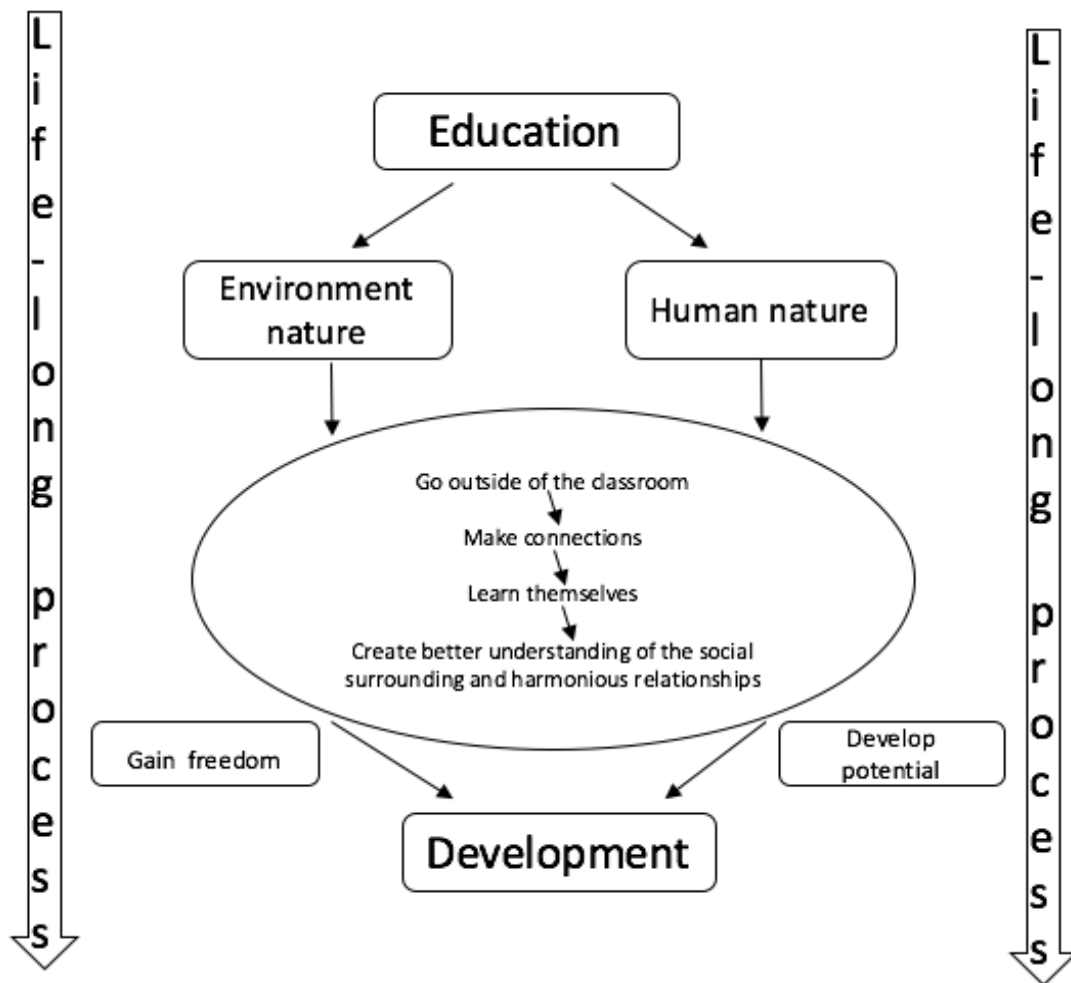 Life-long process
Life-long process
Education
Environment
nature
Human nature
Go outside of the classroom
Make connections
Learn themselves
Create better understanding of the social
surrounding and harmonious relationships
Gain freedom
Develop
potential
Development